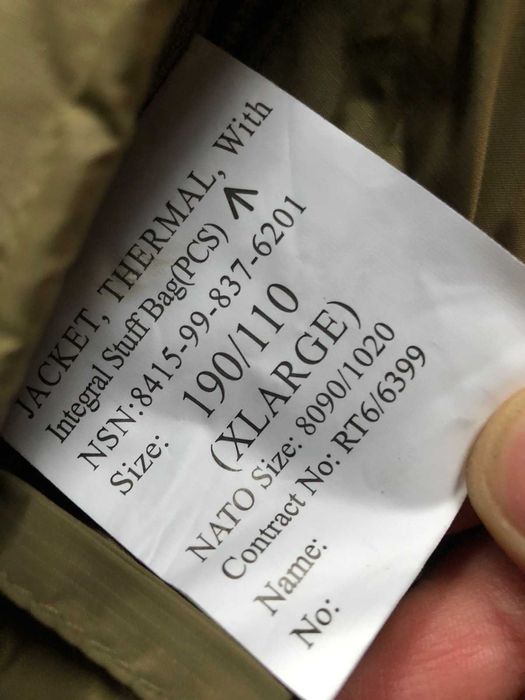 JACKET, THERMAL, With
Integral Stuff Bag(PCS)
NSN:8415-99-837-6201
Size: 190/110
(XLARGE)
NATO Size: 8090/1020
Contract No: RT6/6399
Name:
No: